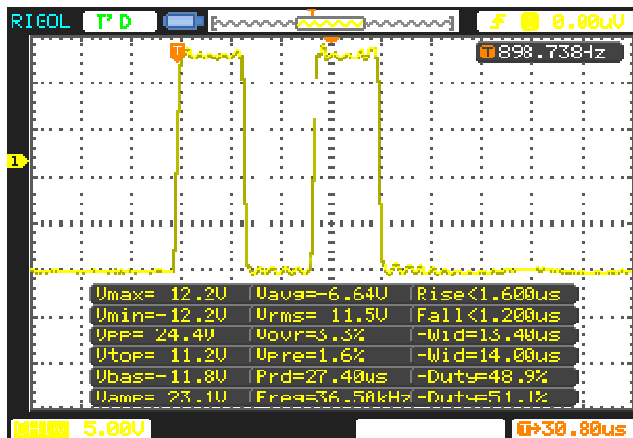 RIGOL T'D T 0.00uV
T 898.738Hz
1
Vmax= 12.2V Vavg=-6.64V Rise<1.600us
Vmin=-12.2V Vrms= 11.5V Fall<1.200us
Vpp= 24.4V Vovr=3.3% -Wid=13.40us
Vtop= 11.2V Vpre=1.6% -Wid=14.00us
Vbas=-11.8V Prd=27.40us -Duty=48.9%
Vamp= 23.1V Freq=36.50kHz -Duty=51.1%
5.00V T→30.80us